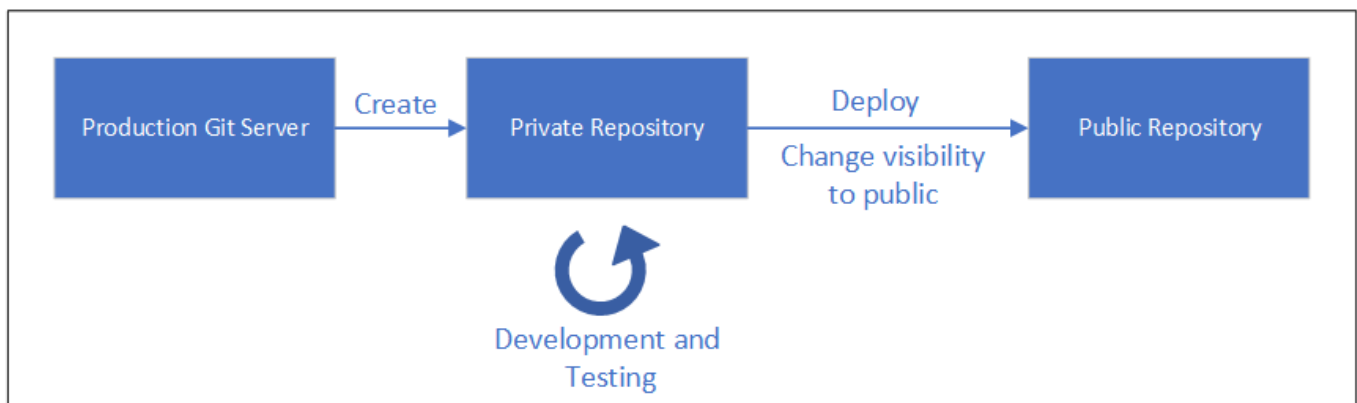 Production Git Server
Create
Private Repository
Deploy
Change visibility
to public
Public Repository
Development and
Testing